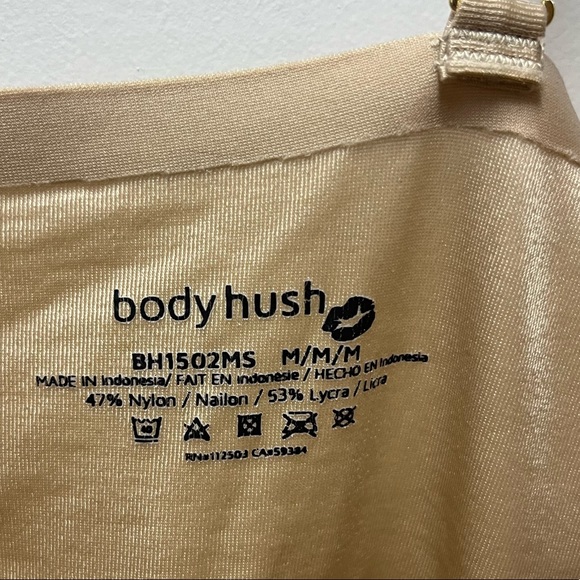 body hush
BH1502MS M/M/M
MADE IN Indonesia/ FAIT EN Indonésie / HECHO EN Indonesia
47% Nylon / Nailon / 53% Lycra / Licra
40
RN#112503 CA#59384